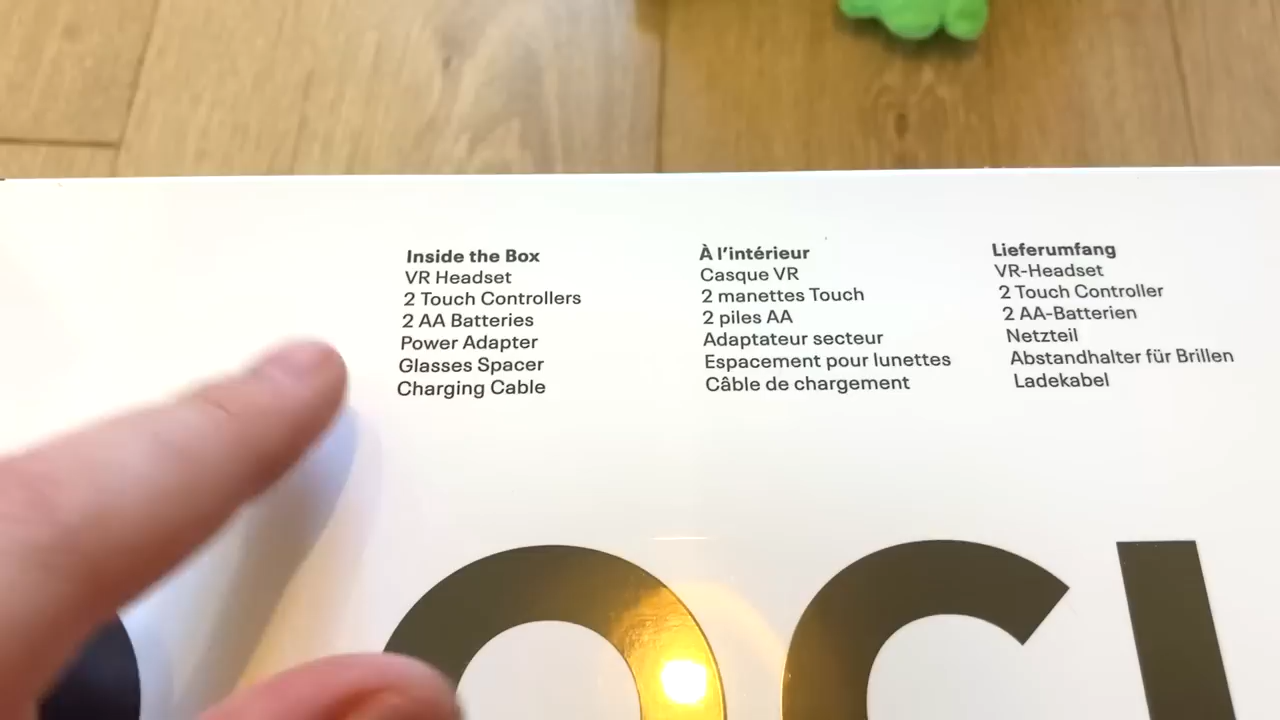 Inside the Box
VR Headset
2 Touch Controllers
2 AA Batteries
Power Adapter
Glasses Spacer
Charging Cable
À l'intérieur
Casque VR
2 manettes Touch
2 piles AA
Adaptateur secteur
Espacement pour lunettes
Câble de chargement
Lieferumfang
VR-Headset
2 Touch Controller
2 AA-Batterien
Netzteil
Abstandhalter für Brillen
Ladekabel